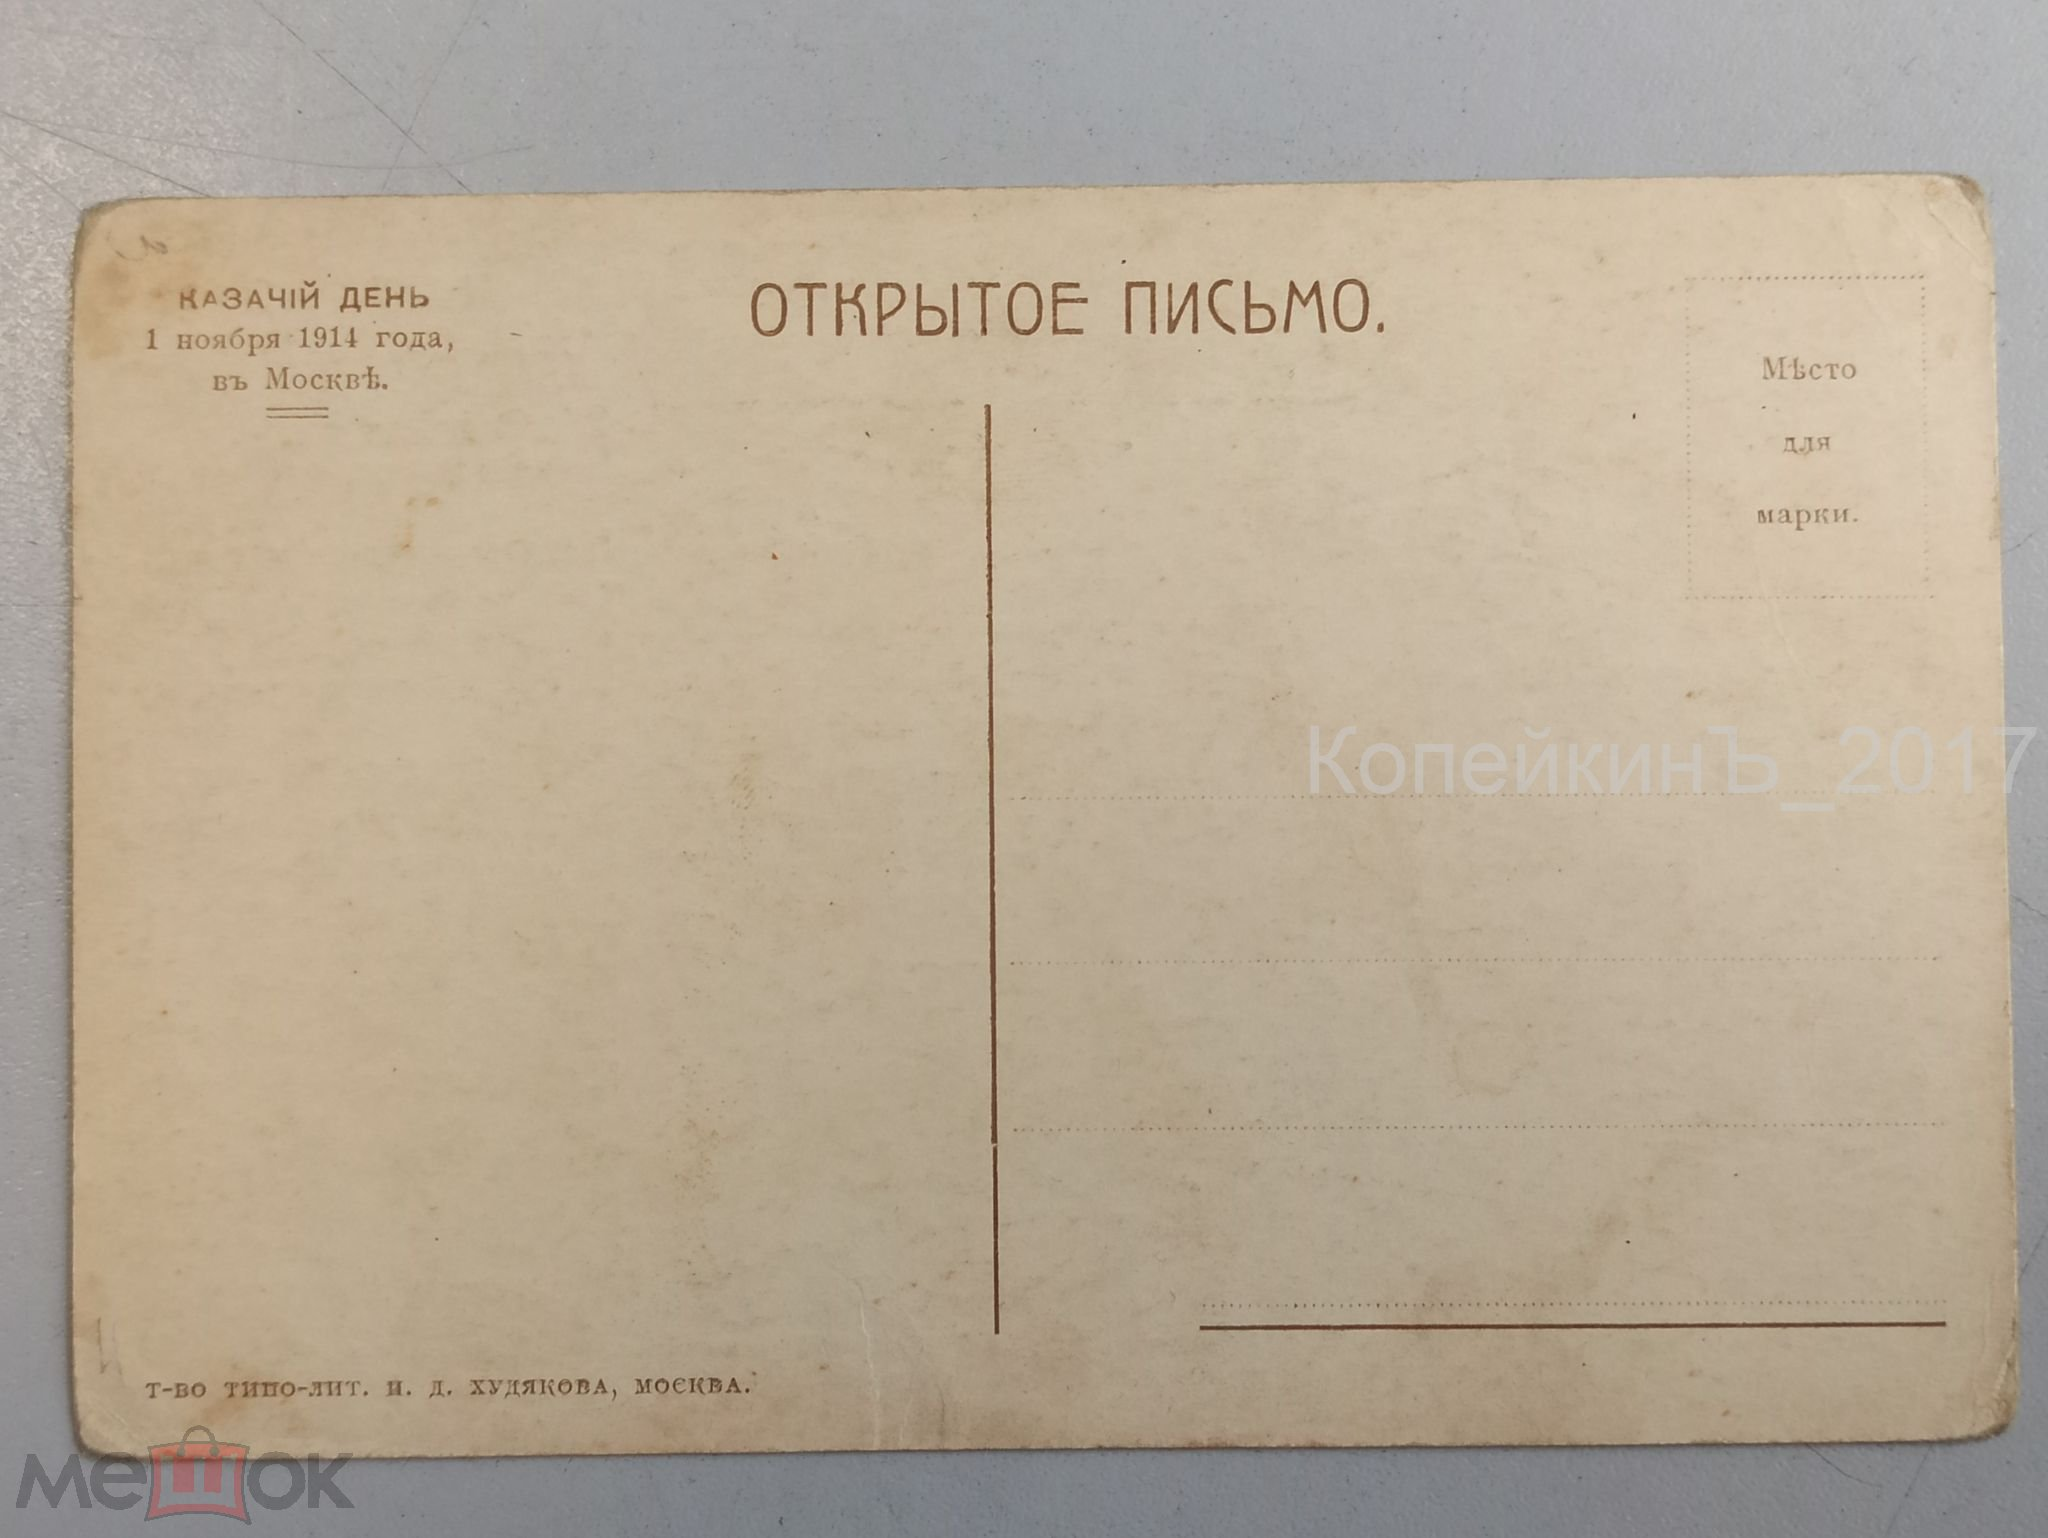 КАЗАЧІЙ ДЕНЬ
1 ноября 1914 года,
въ Москвѣ.
ОТКРЫТОЕ ПИСЬМО.
Мѣсто
для
марки.
КопейкинЪ_2017
Т-ВО ТИПО-ЛИТ. И. Д. ХУДЯКОВА, МОСКВА.
мешок